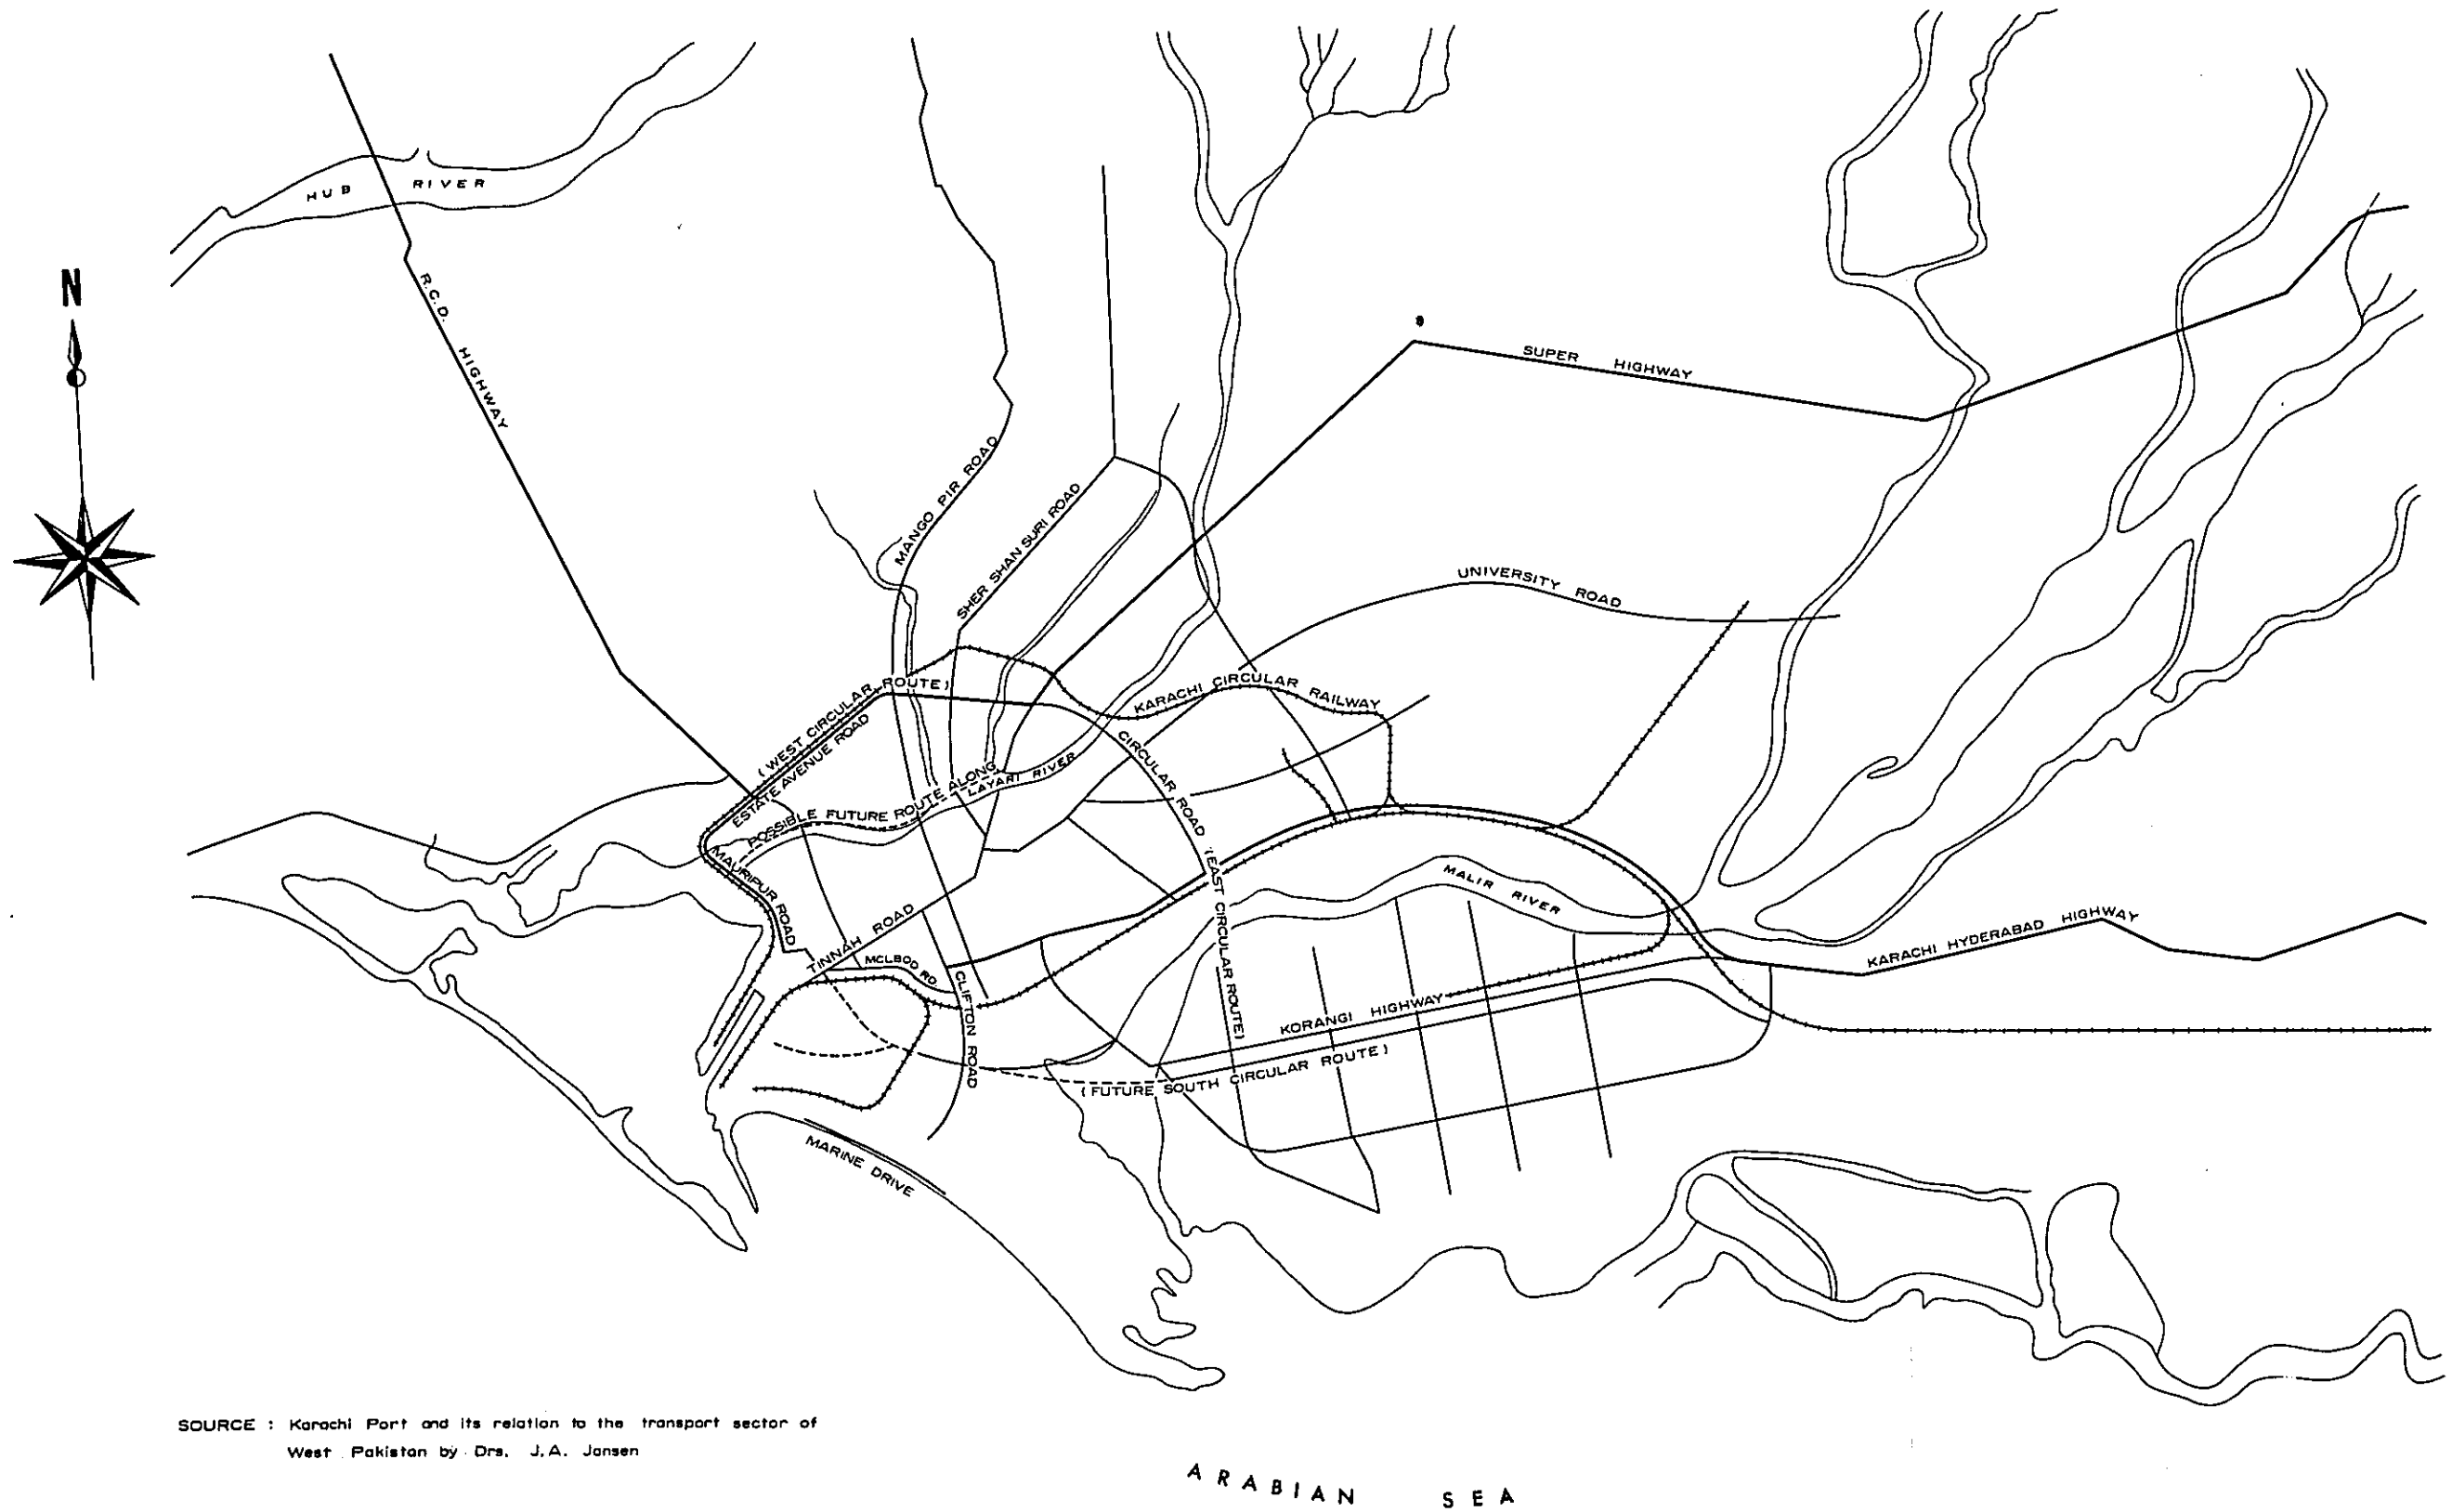 HUB RIVER
N
R.C.D. HIGHWAY
SUPER HIGHWAY
MANGO PIR ROAD
SHER SHAN SURI ROAD
UNIVERSITY ROAD
(WEST CIRCULAR ROUTE)
ESTATE AVENUE ROAD
KARACHI CIRCULAR RAILWAY
CIRCULAR ROAD
POSSIBLE FUTURE ROUTE ALONG
LAYARI RIVER
MAURIPUR ROAD
(EAST CIRCULAR ROUTE)
MALIR RIVER
TINNAH ROAD
MCLBOD RD
CLIFTON ROAD
KARACHI HYDERABAD HIGHWAY
KORANGI HIGHWAY
(FUTURE SOUTH CIRCULAR ROUTE)
MARINE DRIVE
SOURCE : Karachi Port and its relation to the transport sector of
West Pakistan by Drs. J.A. Jansen
ARABIAN SEA